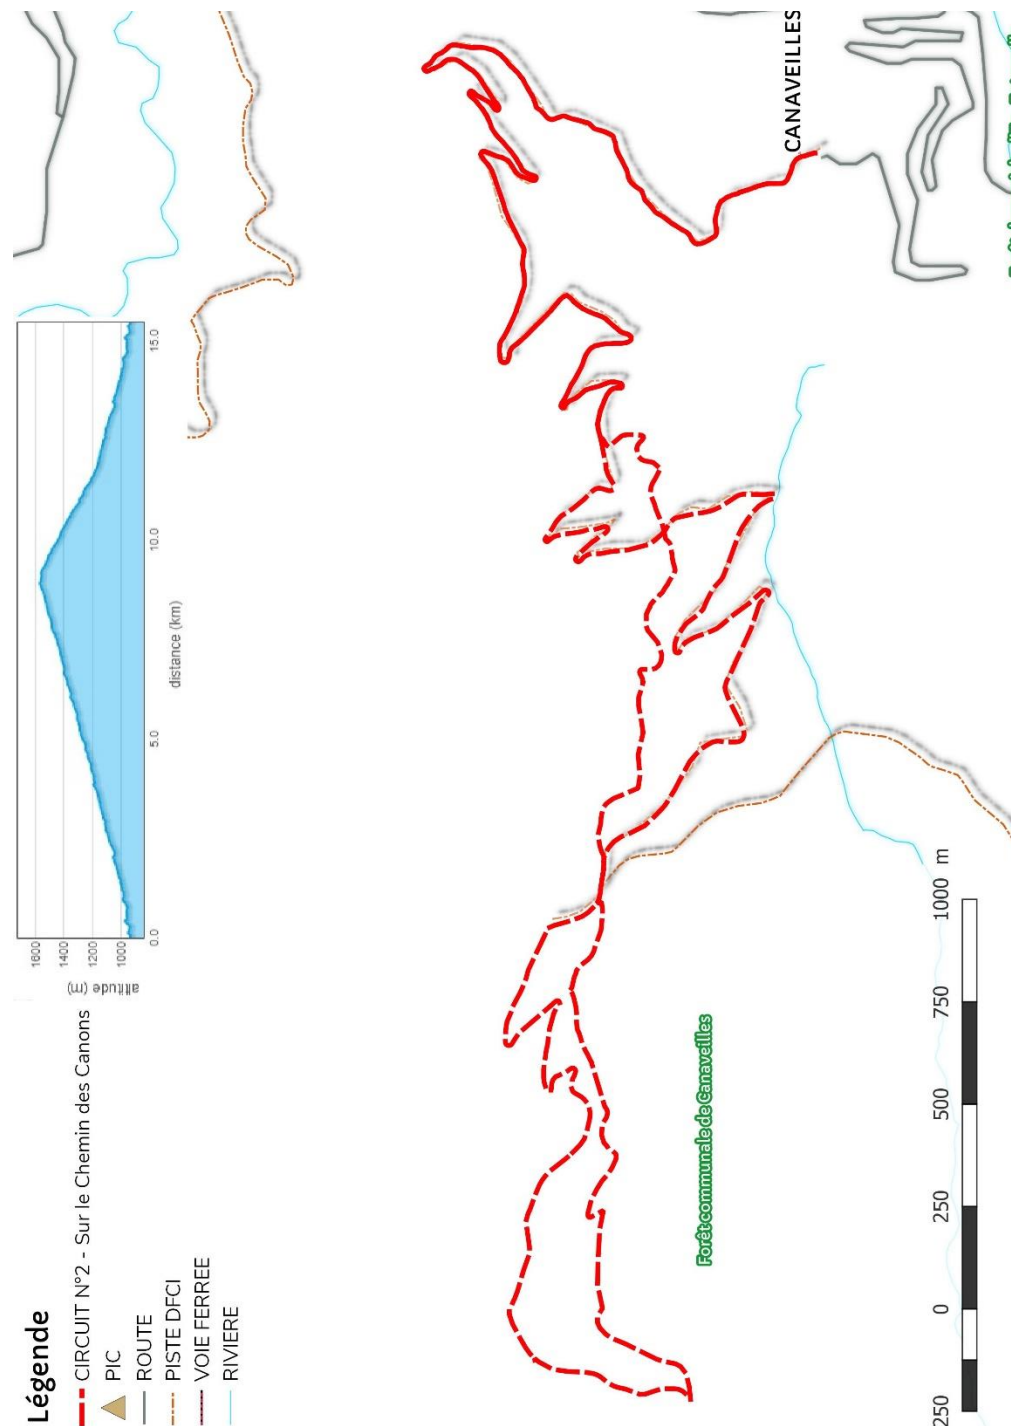 Légende
CIRCUIT N°2 - Sur le Chemin des Canons
PIC
ROUTE
PISTE DFCI
VOIE FERREE
RIVIERE
altitude (m)
1600
1400
1200
1000
0.0
5.0
10.0
15.0
distance (km)
CANAVEILLES
Forêt communale de Canaveilles
250
0
250
500
750
1000 m